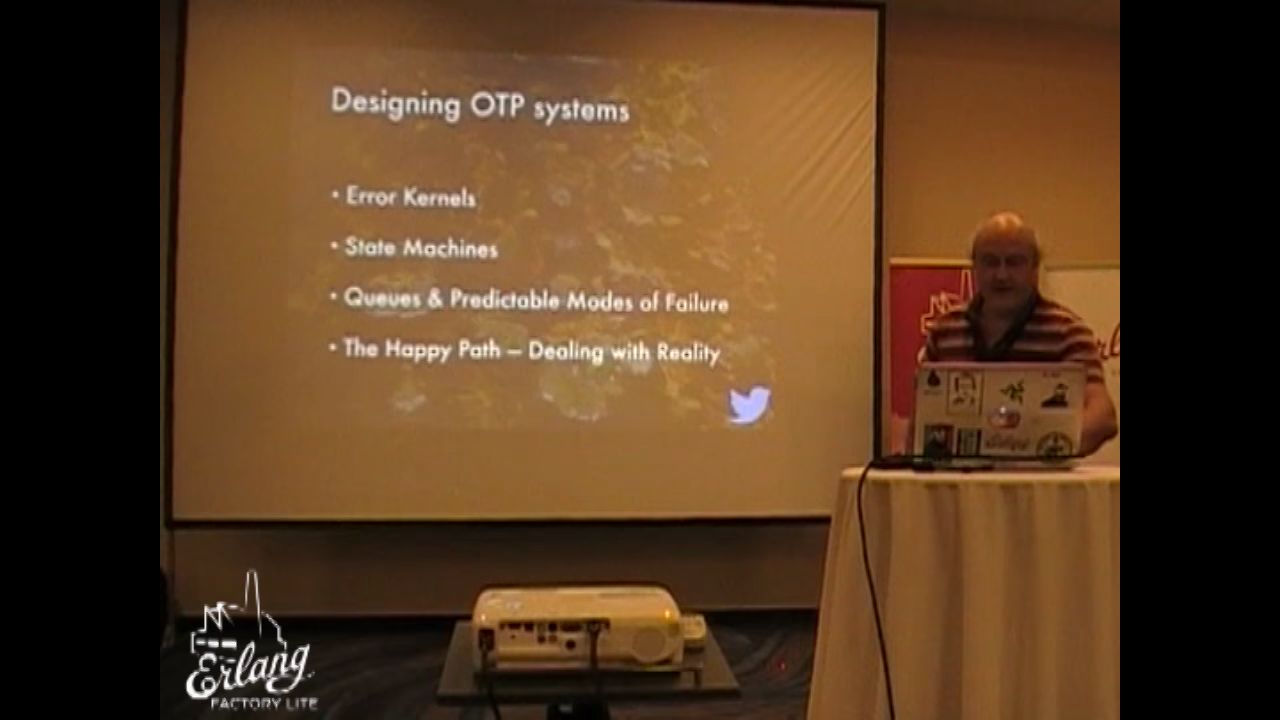 Designing OTP systems
• Error Kernels
• State Machines
• Queues & Predictable Modes of Failure
• The Happy Path – Dealing with Reality
Erlang
FACTORY LITE